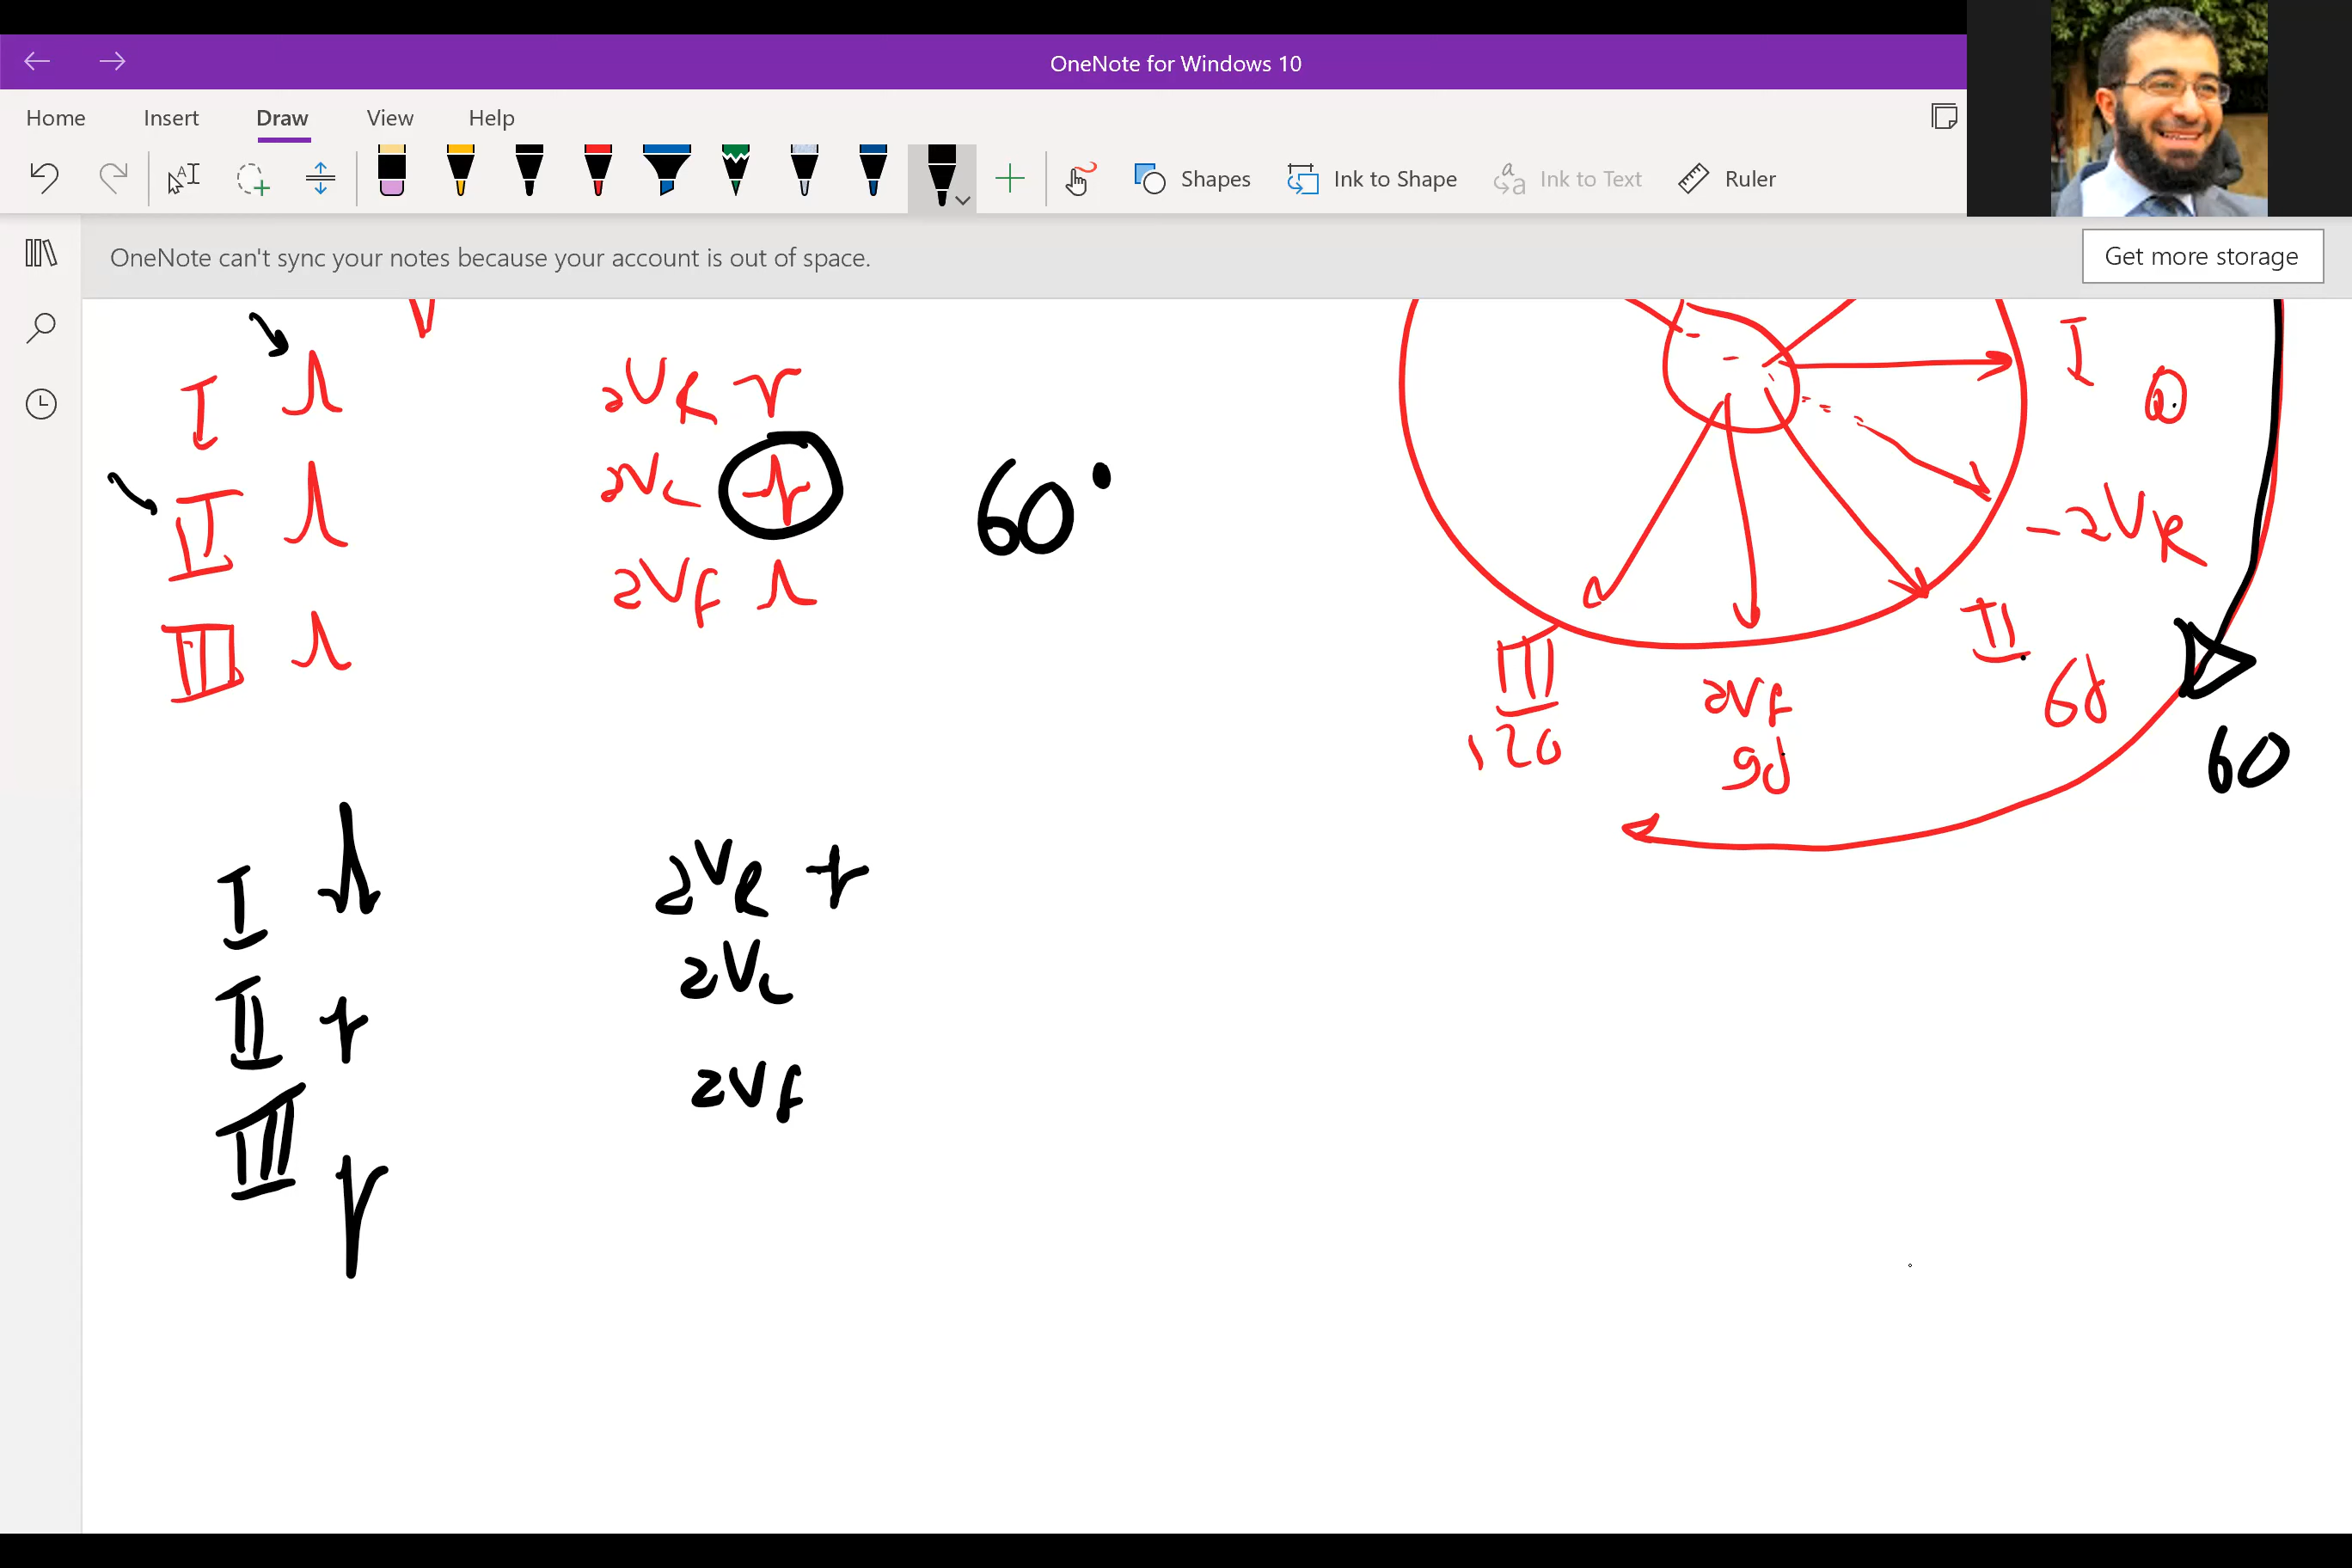 OneNote for Windows 10
Home Insert Draw View Help
Shapes Ink to Shape Ink to Text Ruler
OneNote can't sync your notes because your account is out of space. Get more storage
I
II
III
aVR
aVL
aVF
60°
I
0
-aVR
II
60
aVF
90
III
120
60
I
II
III
aVR
aVL
aVF